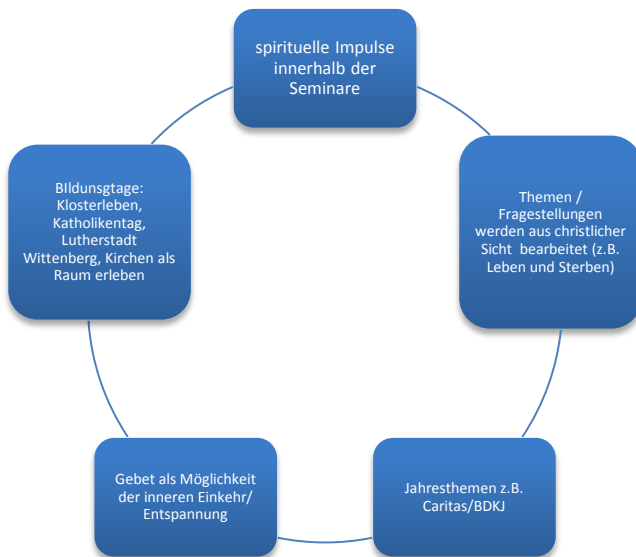 spirituelle Impulse
innerhalb der
Seminare
Themen /
Fragestellungen
werden aus christlicher
Sicht bearbeitet (z.B.
Leben und Sterben)
Jahresthemen z.B.
Caritas/BDKJ
Gebet als Möglichkeit
der inneren Einkehr/
Entspannung
BIldunsgtage:
Klosterleben,
Katholikentag,
Lutherstadt
Wittenberg, Kirchen als
Raum erleben